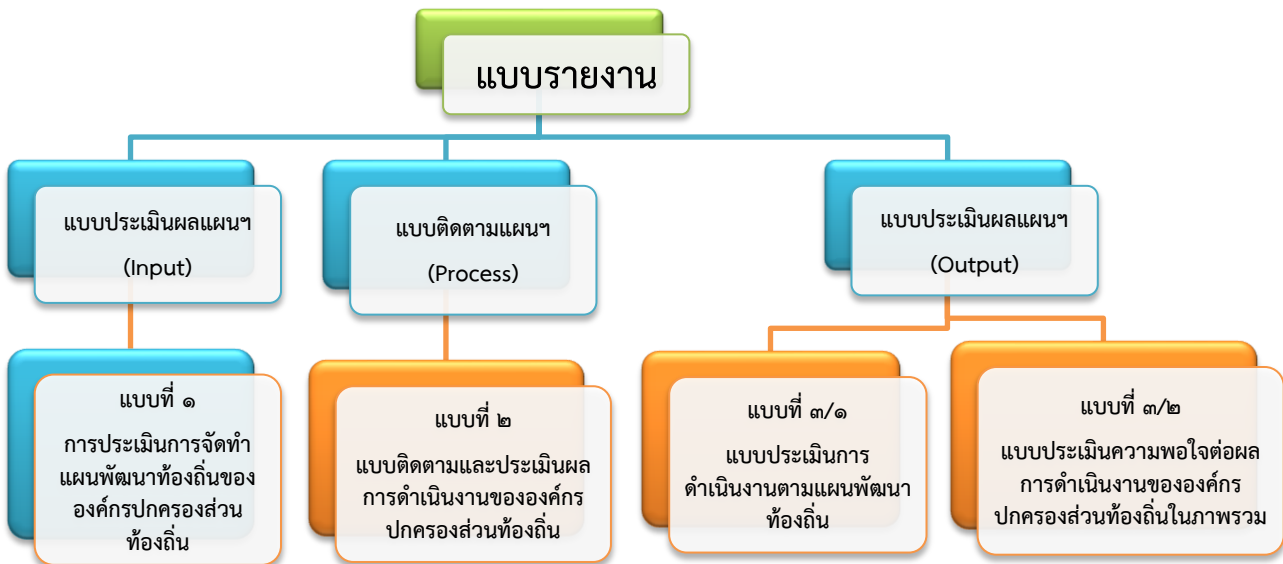 แบบรายงาน
แบบประเมินผลแผนฯ
(Input)
แบบติดตามแผนฯ
(Process)
แบบประเมินผลแผนฯ
(Output)
แบบที่ ๑
การประเมินการจัดทำ
แผนพัฒนาท้องถิ่นของ
องค์กรปกครองส่วน
ท้องถิ่น
แบบที่ ๒
แบบติดตามและประเมินผล
การดำเนินงานขององค์กร
ปกครองส่วนท้องถิ่น
แบบที่ ๓/๑
แบบประเมินการ
ดำเนินงานตามแผนพัฒนา
ท้องถิ่น
แบบที่ ๓/๒
แบบประเมินความพอใจต่อผล
การดำเนินงานขององค์กร
ปกครองส่วนท้องถิ่นในภาพรวม